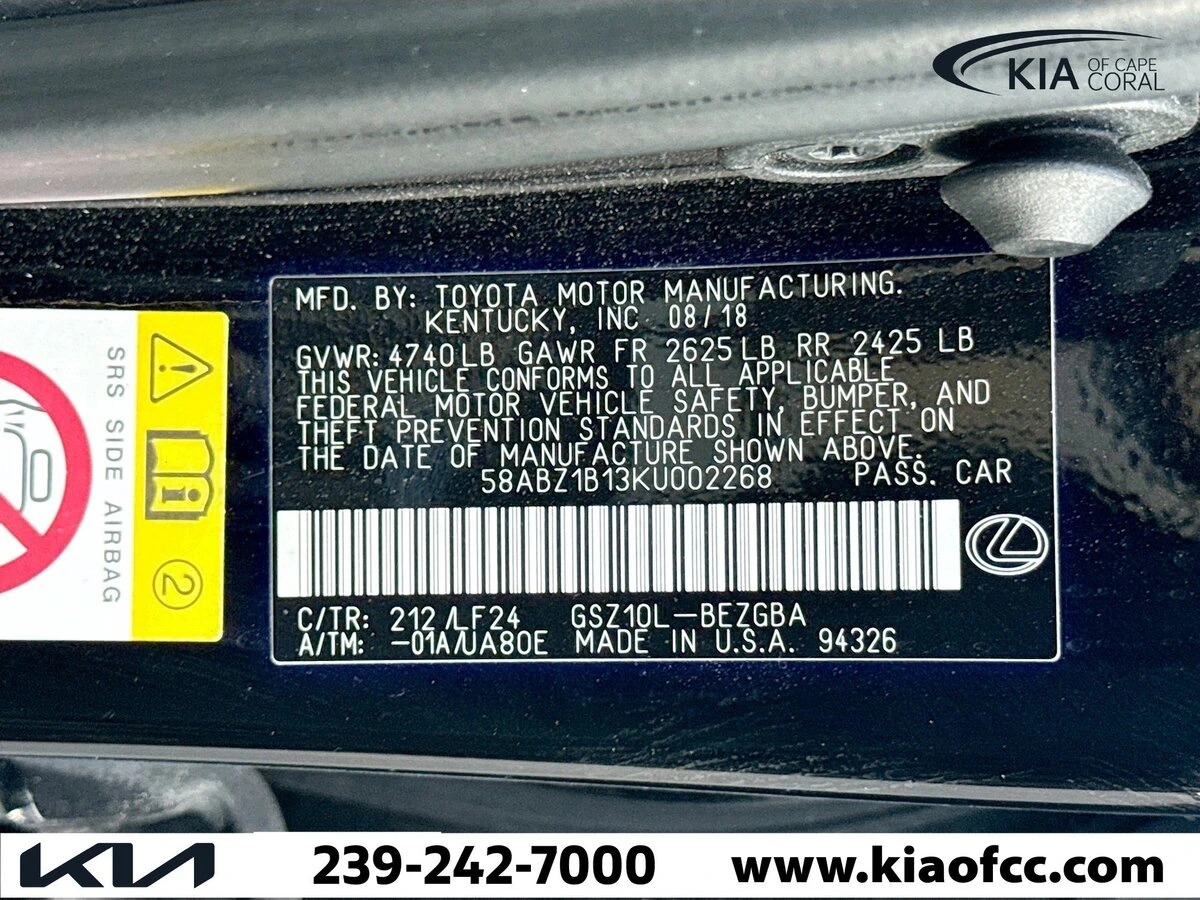 KIA OF CAPE CORAL
MFD. BY: TOYOTA MOTOR MANUFACTURING.
KENTUCKY, INC 08/18
GVWR: 4740LB GAWR FR 2625LB RR 2425 LB
THIS VEHICLE CONFORMS TO ALL APPLICABLE
FEDERAL MOTOR VEHICLE SAFETY, BUMPER, AND
THEFT PREVENTION STANDARDS IN EFFECT ON
THE DATE OF MANUFACTURE SHOWN ABOVE.
58ABZ1B13KU002268 PASS. CAR
C/TR: 212/LF24 GSZ10L-BEZGBA
A/TM: -01A/UA80E MADE IN U.S.A. 94326
SRS SIDE AIRBAG
2
KIA
239-242-7000
www.kiaofcc.com